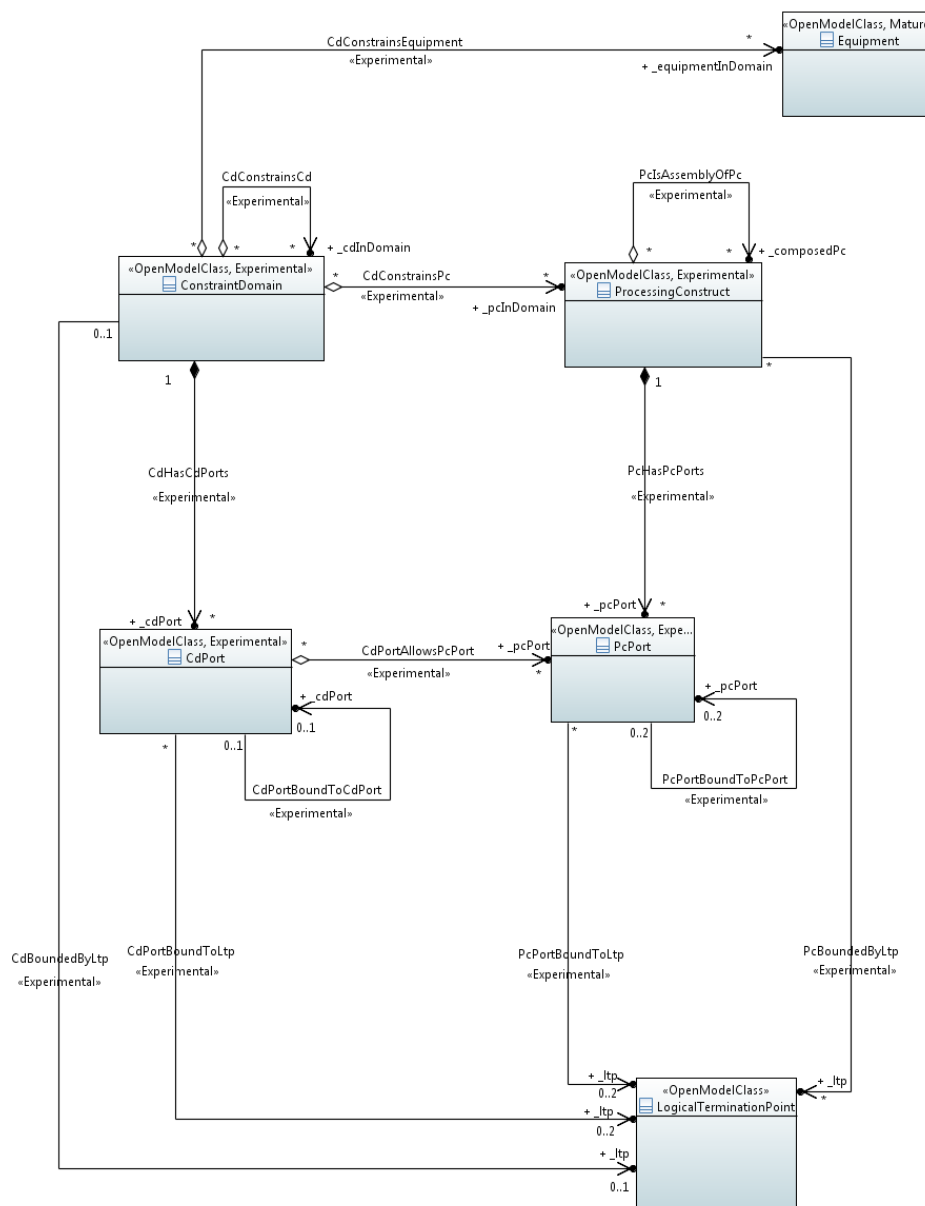 «OpenModelClass, Mature
Equipment
CdConstrainsEquipment
«Experimental»
*
+ _equipmentInDomain
CdConstrainsCd
«Experimental»
PcIsAssemblyOfPc
«Experimental»
*
*
*
+ _cdInDomain
*
*
+ _composedPc
«OpenModelClass, Experimental»
ConstraintDomain
*
CdConstrainsPc
«Experimental»
*
+ _pcInDomain
«OpenModelClass, Experimental»
ProcessingConstruct
0..1
1
1
*
CdHasCdPorts
«Experimental»
PcHasPcPorts
«Experimental»
+ _cdPort
*
+ _pcPort
*
«OpenModelClass, Experimental»
CdPort
«OpenModelClass, Expe...
PcPort
*
CdPortAllowsPcPort
«Experimental»
+ _pcPort
*
+ _cdPort
0..1
+ _pcPort
0..2
*
0..1
*
0..2
CdPortBoundToCdPort
«Experimental»
PcPortBoundToPcPort
«Experimental»
CdBoundedByLtp
«Experimental»
CdPortBoundToLtp
«Experimental»
PcPortBoundToLtp
«Experimental»
PcBoundedByLtp
«Experimental»
+ _ltp
0..2
«OpenModelClass»
LogicalTerminationPoint
+ _ltp
*
+ _ltp
0..2
+ _ltp
0..1